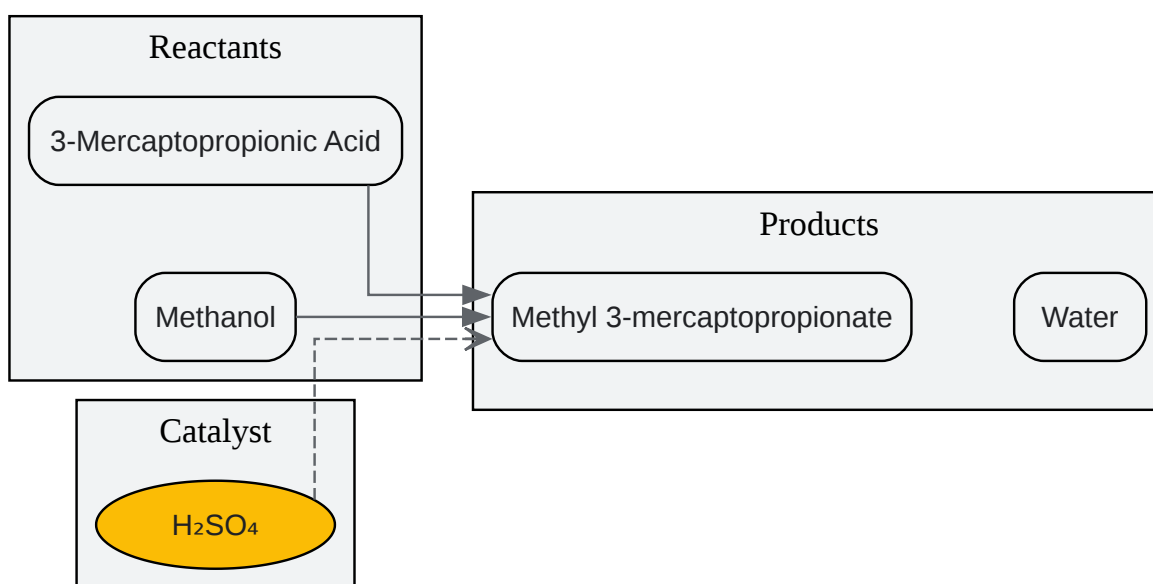 Reactants
3-Mercaptopropionic Acid
Methanol
Products
Methyl 3-mercaptopropionate
Water
Catalyst
H₂SO₄